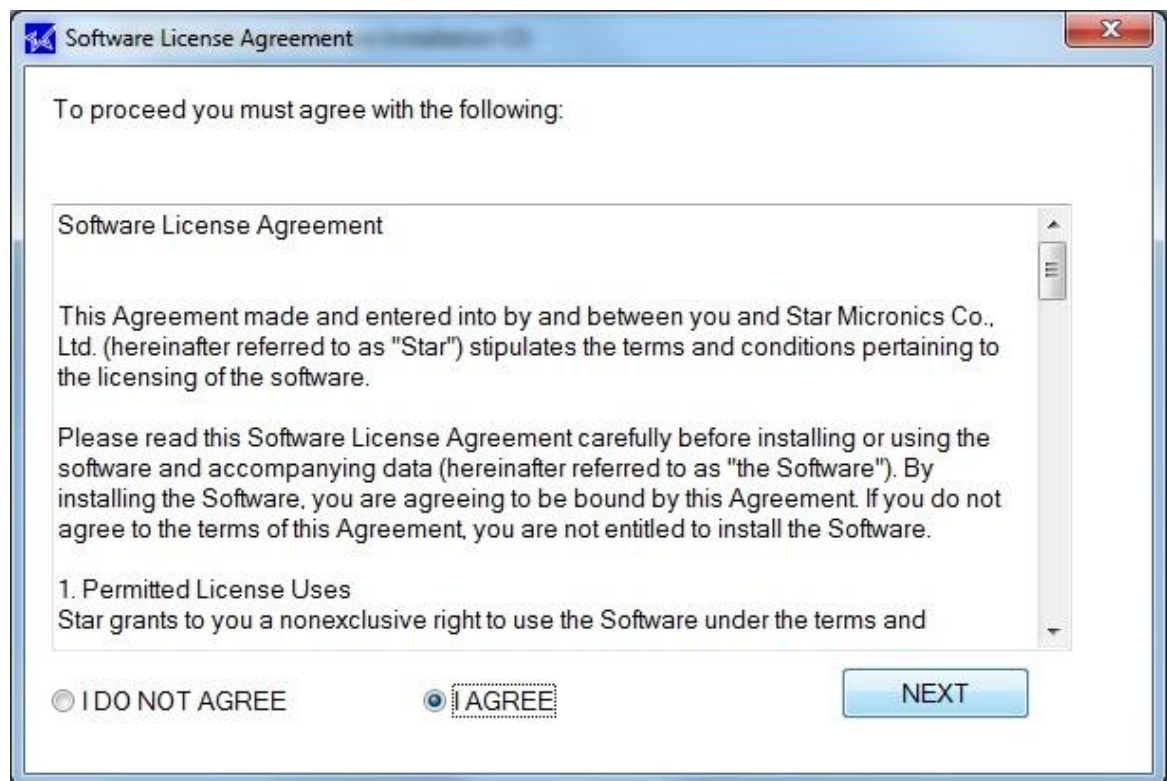 Software License Agreement
To proceed you must agree with the following:
Software License Agreement
This Agreement made and entered into by and between you and Star Micronics Co.,
Ltd. (hereinafter referred to as "Star") stipulates the terms and conditions pertaining to
the licensing of the software.
Please read this Software License Agreement carefully before installing or using the
software and accompanying data (hereinafter referred to as "the Software"). By
installing the Software, you are agreeing to be bound by this Agreement. If you do not
agree to the terms of this Agreement, you are not entitled to install the Software.
1. Permitted License Uses
Star grants to you a nonexclusive right to use the Software under the terms and
I DO NOT AGREE
I AGREE
NEXT